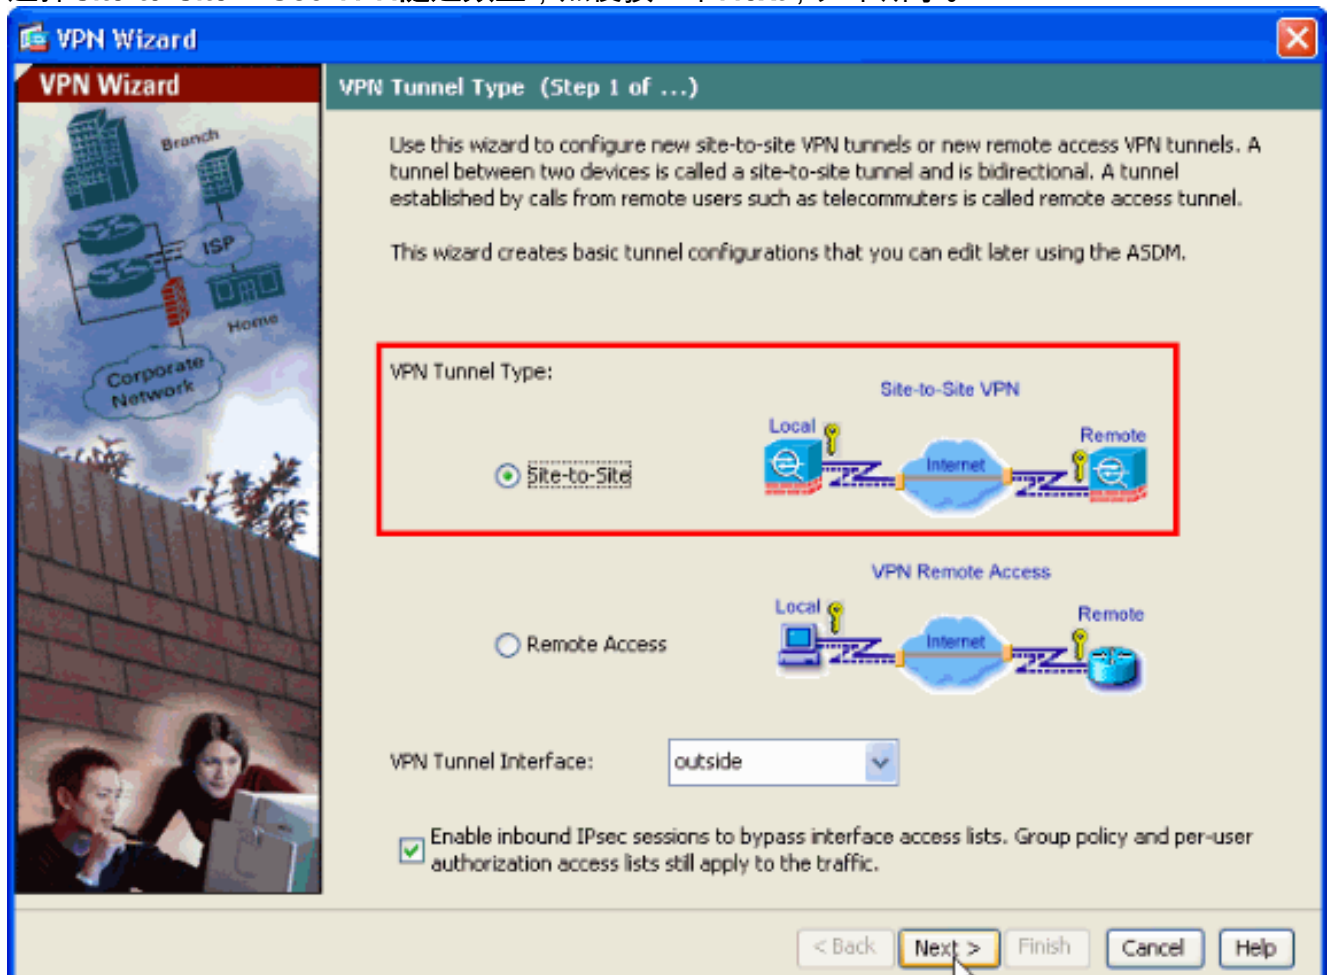 VPN Wizard
VPN Wizard
VPN Tunnel Type (Step 1 of ...)
Branch
ISP
Home
Corporate
Network
Use this wizard to configure new site-to-site VPN tunnels or new remote access VPN tunnels. A
tunnel between two devices is called a site-to-site tunnel and is bidirectional. A tunnel
established by calls from remote users such as telecommuters is called remote access tunnel.
This wizard creates basic tunnel configurations that you can edit later using the ASDM.
VPN Tunnel Type:
Site-to-Site VPN
Local
Remote
Internet
Site-to-Site
VPN Remote Access
Local
Remote
Internet
Remote Access
VPN Tunnel Interface:
outside
Enable inbound IPsec sessions to bypass interface access lists. Group policy and per-user
authorization access lists still apply to the traffic.
< Back
Next >
Finish
Cancel
Help